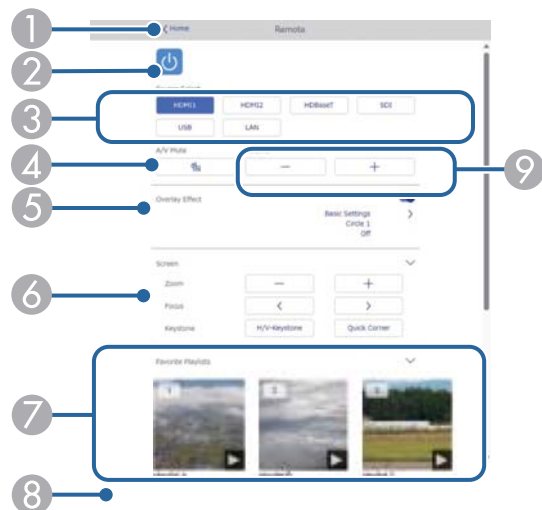 1
Home
Remote
2
Source Select
3
HDMI1 HDMI2 HDBaseT SDI
USB LAN
4
A/V Mute
− +
9
5
Overlay Effect
Basic Settings
Circle 1
Off
6
Screen
Zoom − +
Focus < >
Keystone H/V-Keystone Quick Corner
7
Favorite Playlists
1 2 3
8